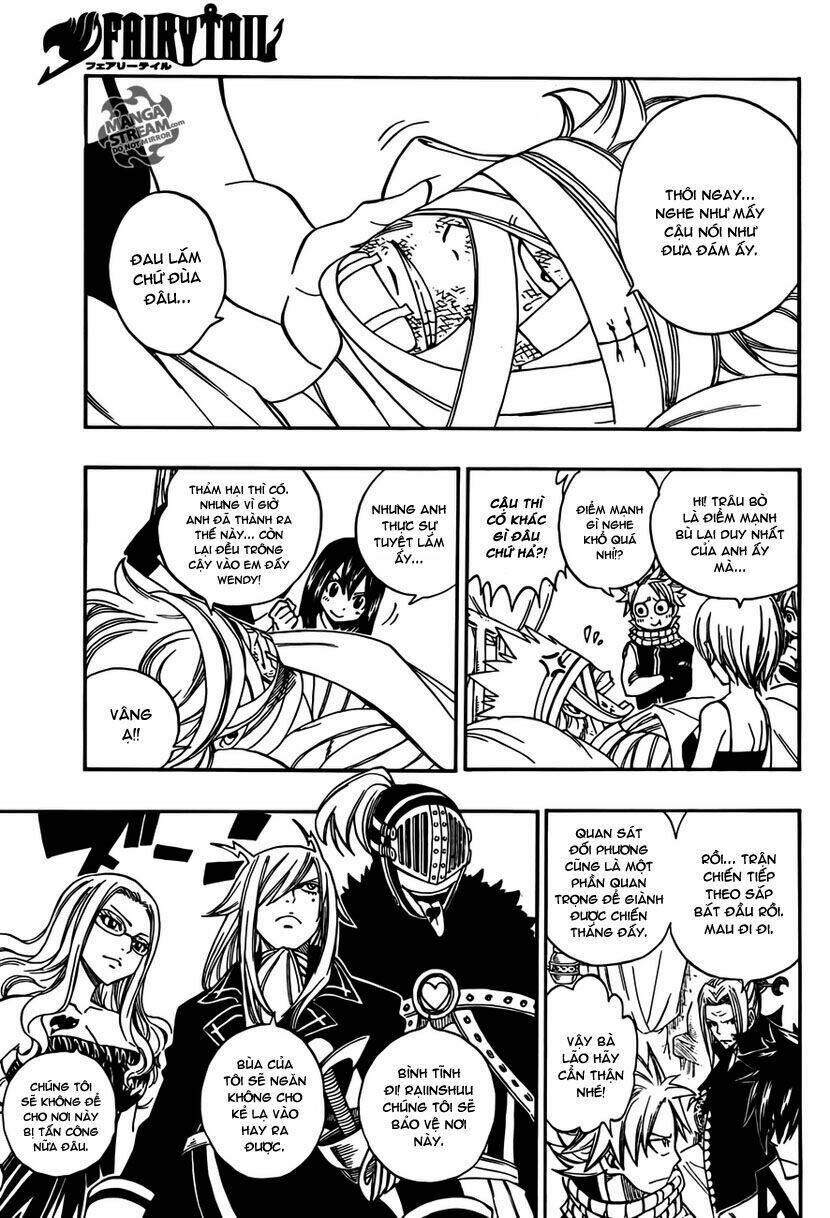 FAIRY TAIL
フェアリーテイル
MANGA
STREAM.com
DO NOT MIRROR
THÔI NGAY...
NGHE NHƯ MẤY
CẬU NÓI NHƯ
ĐƯA ĐÁM ẤY.
ĐAU LẮM
CHỨ ĐÙA
ĐÂU...
HỊ! TRÂU BÒ
LÀ ĐIỂM MẠNH
BÙ LẠI DUY NHẤT
CỦA ANH ẤY
MÀ...
ĐIỂM MẠNH
GÌ NGHE
KHỔ QUÁ
NHỈ!?
CẬU THÌ
CÓ KHÁC
GÌ ĐÂU
CHỨ HẢ?!
NHƯNG ANH
THỰC SỰ
TUYỆT LẮM
ẤY...
THẢM HẠI THÌ CÓ.
NHƯNG VÌ GIỜ
ANH ĐÃ THÀNH RA
THẾ NÀY... CÒN
LẠI ĐỀU TRÔNG
CẬY VÀO EM ĐẤY
WENDY!
VÂNG
Ạ!!
RỒI... TRẬN
CHIẾN TIẾP
THEO SẮP
BẮT ĐẦU RỒI.
MAU ĐI ĐI.
QUAN SÁT
ĐỐI PHƯƠNG
CŨNG LÀ MỘT
PHẦN QUAN
TRỌNG ĐỂ GIÀNH
ĐƯỢC CHIẾN
THẮNG ĐẤY.
VẬY BÀ
LÃO HÃY
CẨN THẬN
NHÉ!
BÌNH TĨNH
ĐI! RAIINSHUU
CHÚNG TÔI SẼ
BẢO VỆ NƠI
NÀY.
BÙA CỦA
TÔI SẼ NGĂN
KHÔNG CHO
KẺ LẠ VÀO
HAY RA
ĐƯỢC.
CHÚNG TÔI
SẼ KHÔNG ĐỂ
CHO NƠI NÀY
BỊ TẤN CÔNG
NỮA ĐÂU.